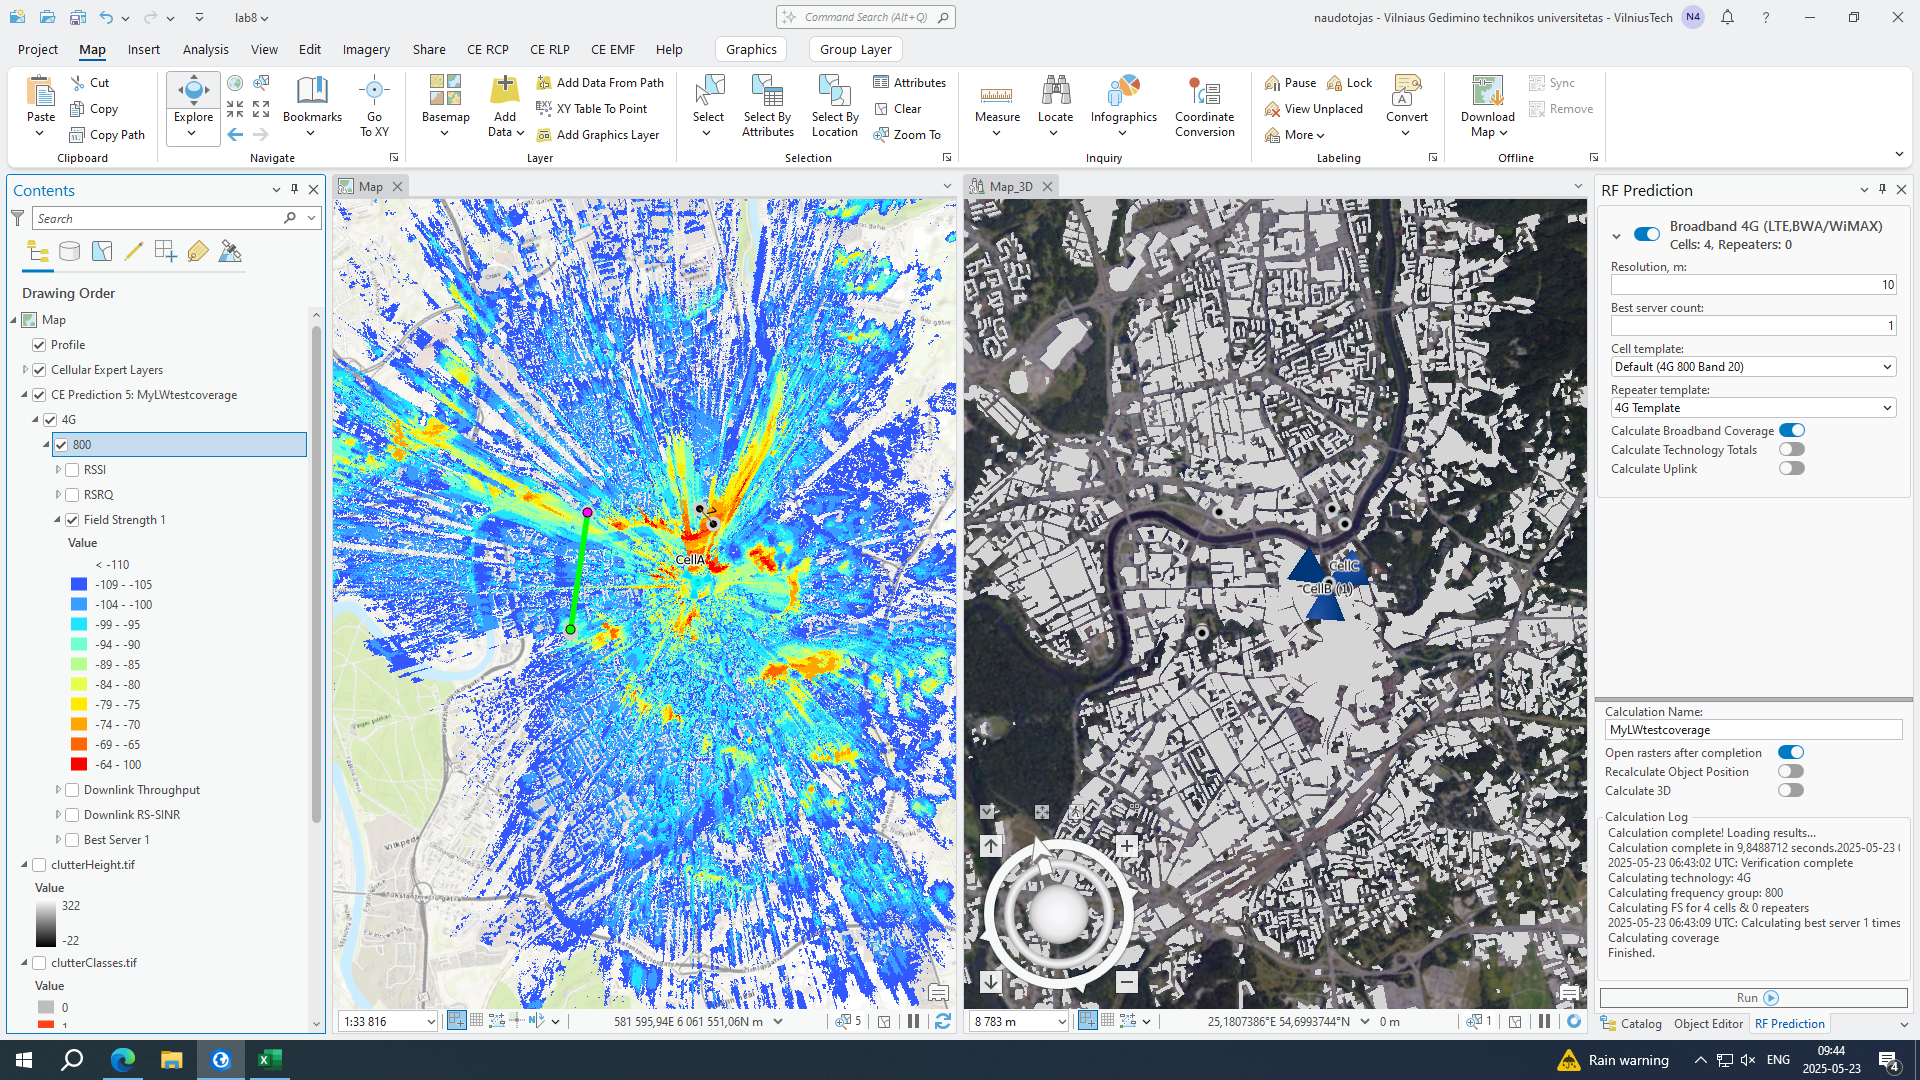 lab8
Command Search (Alt+Q)
naudotojas - Vilniaus Gedimino technikos universitetas - VilniusTech
N4
Project Map Insert Analysis View Edit Imagery Share CE RCP CE RLP CE EMF Help Graphics Group Layer
Paste
Cut
Copy
Copy Path
Clipboard
Explore
Bookmarks
Go To XY
Navigate
Basemap
Add Data
Add Data From Path
XY Table To Point
Add Graphics Layer
Layer
Select
Select By Attributes
Select By Location
Attributes
Clear
Zoom To
Selection
Measure
Locate
Infographics
Coordinate Conversion
Inquiry
Pause
Lock
View Unplaced
More
Convert
Labeling
Download Map
Sync
Remove
Offline
Contents
Search
Drawing Order
Map
Profile
Cellular Expert Layers
CE Prediction 5: MyLWtestcoverage
4G
800
RSSI
RSRQ
Field Strength 1
Value
< -110
-109 - -105
-104 - -100
-99 - -95
-94 - -90
-89 - -85
-84 - -80
-79 - -75
-74 - -70
-69 - -65
-64 - 100
Downlink Throughput
Downlink RS-SINR
Best Server 1
clutterHeight.tif
Value
322
-22
clutterClasses.tif
Value
0
1
Map
CellA
1:33 816
581 595,94E 6 061 551,06N
5
Map_3D
CellC
CellB (1)
8 783 m
25,1807386°E 54,6993744°N
0 m
1
RF Prediction
Broadband 4G (LTE,BWA/WiMAX)
Cells: 4, Repeaters: 0
Resolution, m:
10
Best server count:
1
Cell template:
Default (4G 800 Band 20)
Repeater template:
4G Template
Calculate Broadband Coverage
Calculate Technology Totals
Calculate Uplink
Calculation Name:
MyLWtestcoverage
Open rasters after completion
Recalculate Object Position
Calculate 3D
Calculation Log
Calculation complete! Loading results...
Calculation complete in 9,8488712 seconds.2025-05-23
2025-05-23 06:43:02 UTC: Verification complete
Calculating technology: 4G
Calculating frequency group: 800
Calculating FS for 4 cells & 0 repeaters
2025-05-23 06:43:09 UTC: Calculating best server 1 times
Calculating coverage
Finished.
Run
Catalog Object Editor RF Prediction
Rain warning
ENG
09:44
2025-05-23
4